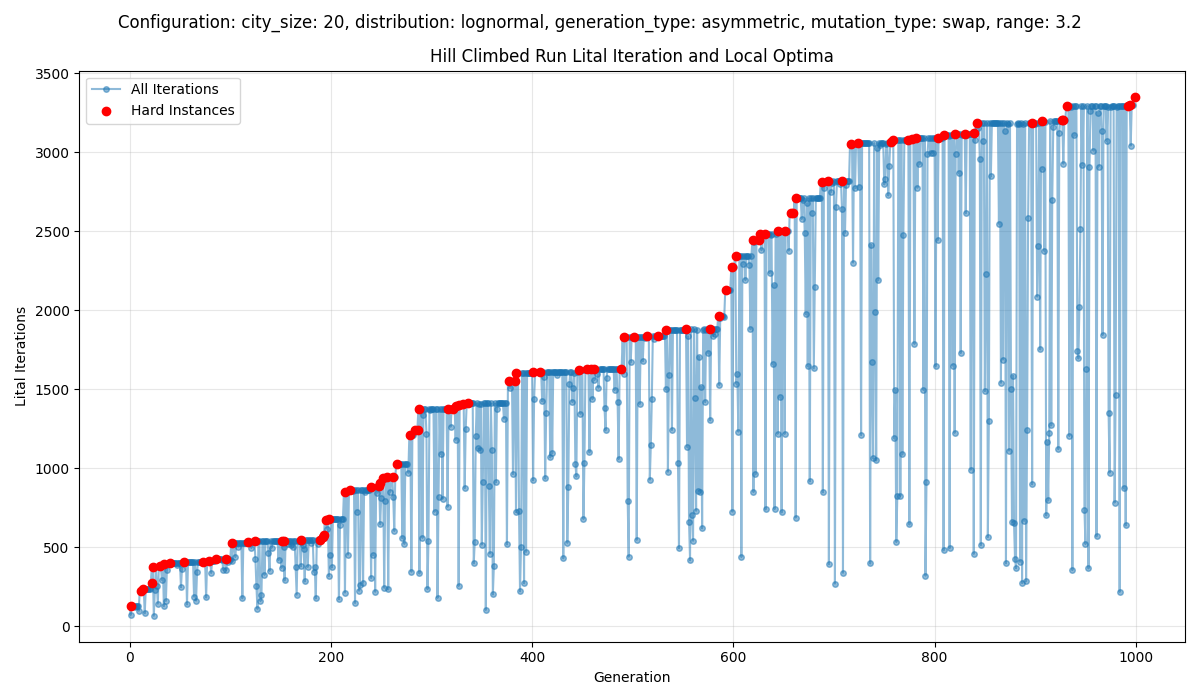 Configuration: city_size: 20, distribution: lognormal, generation_type: asymmetric, mutation_type: swap, range: 3.2
Hill Climbed Run Lital Iteration and Local Optima
All Iterations
Hard Instances
Lital Iterations
3500
3000
2500
2000
1500
1000
500
0
0 200 400 600 800 1000
Generation